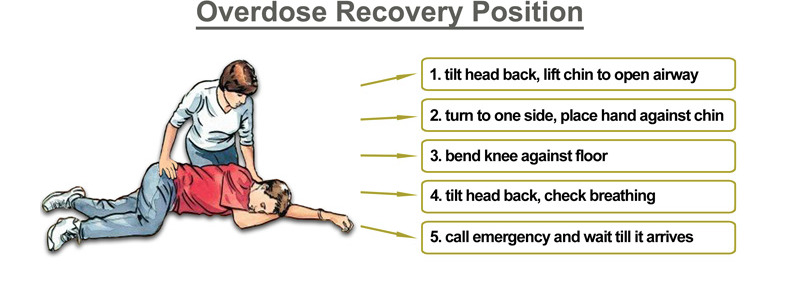 Overdose Recovery Position
1. tilt head back, lift chin to open airway
2. turn to one side, place hand against chin
3. bend knee against floor
4. tilt head back, check breathing
5. call emergency and wait till it arrives